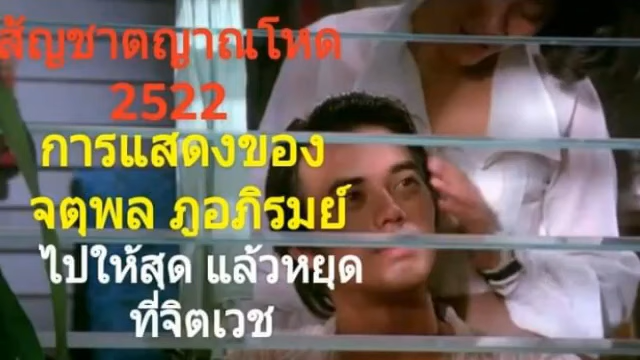 สัญชาตญาณโหด
2522
การแสดงของ
จตุพล ภูอภิรมย์
ไปให้สุด แล้วหยุด
ที่จิตเวช